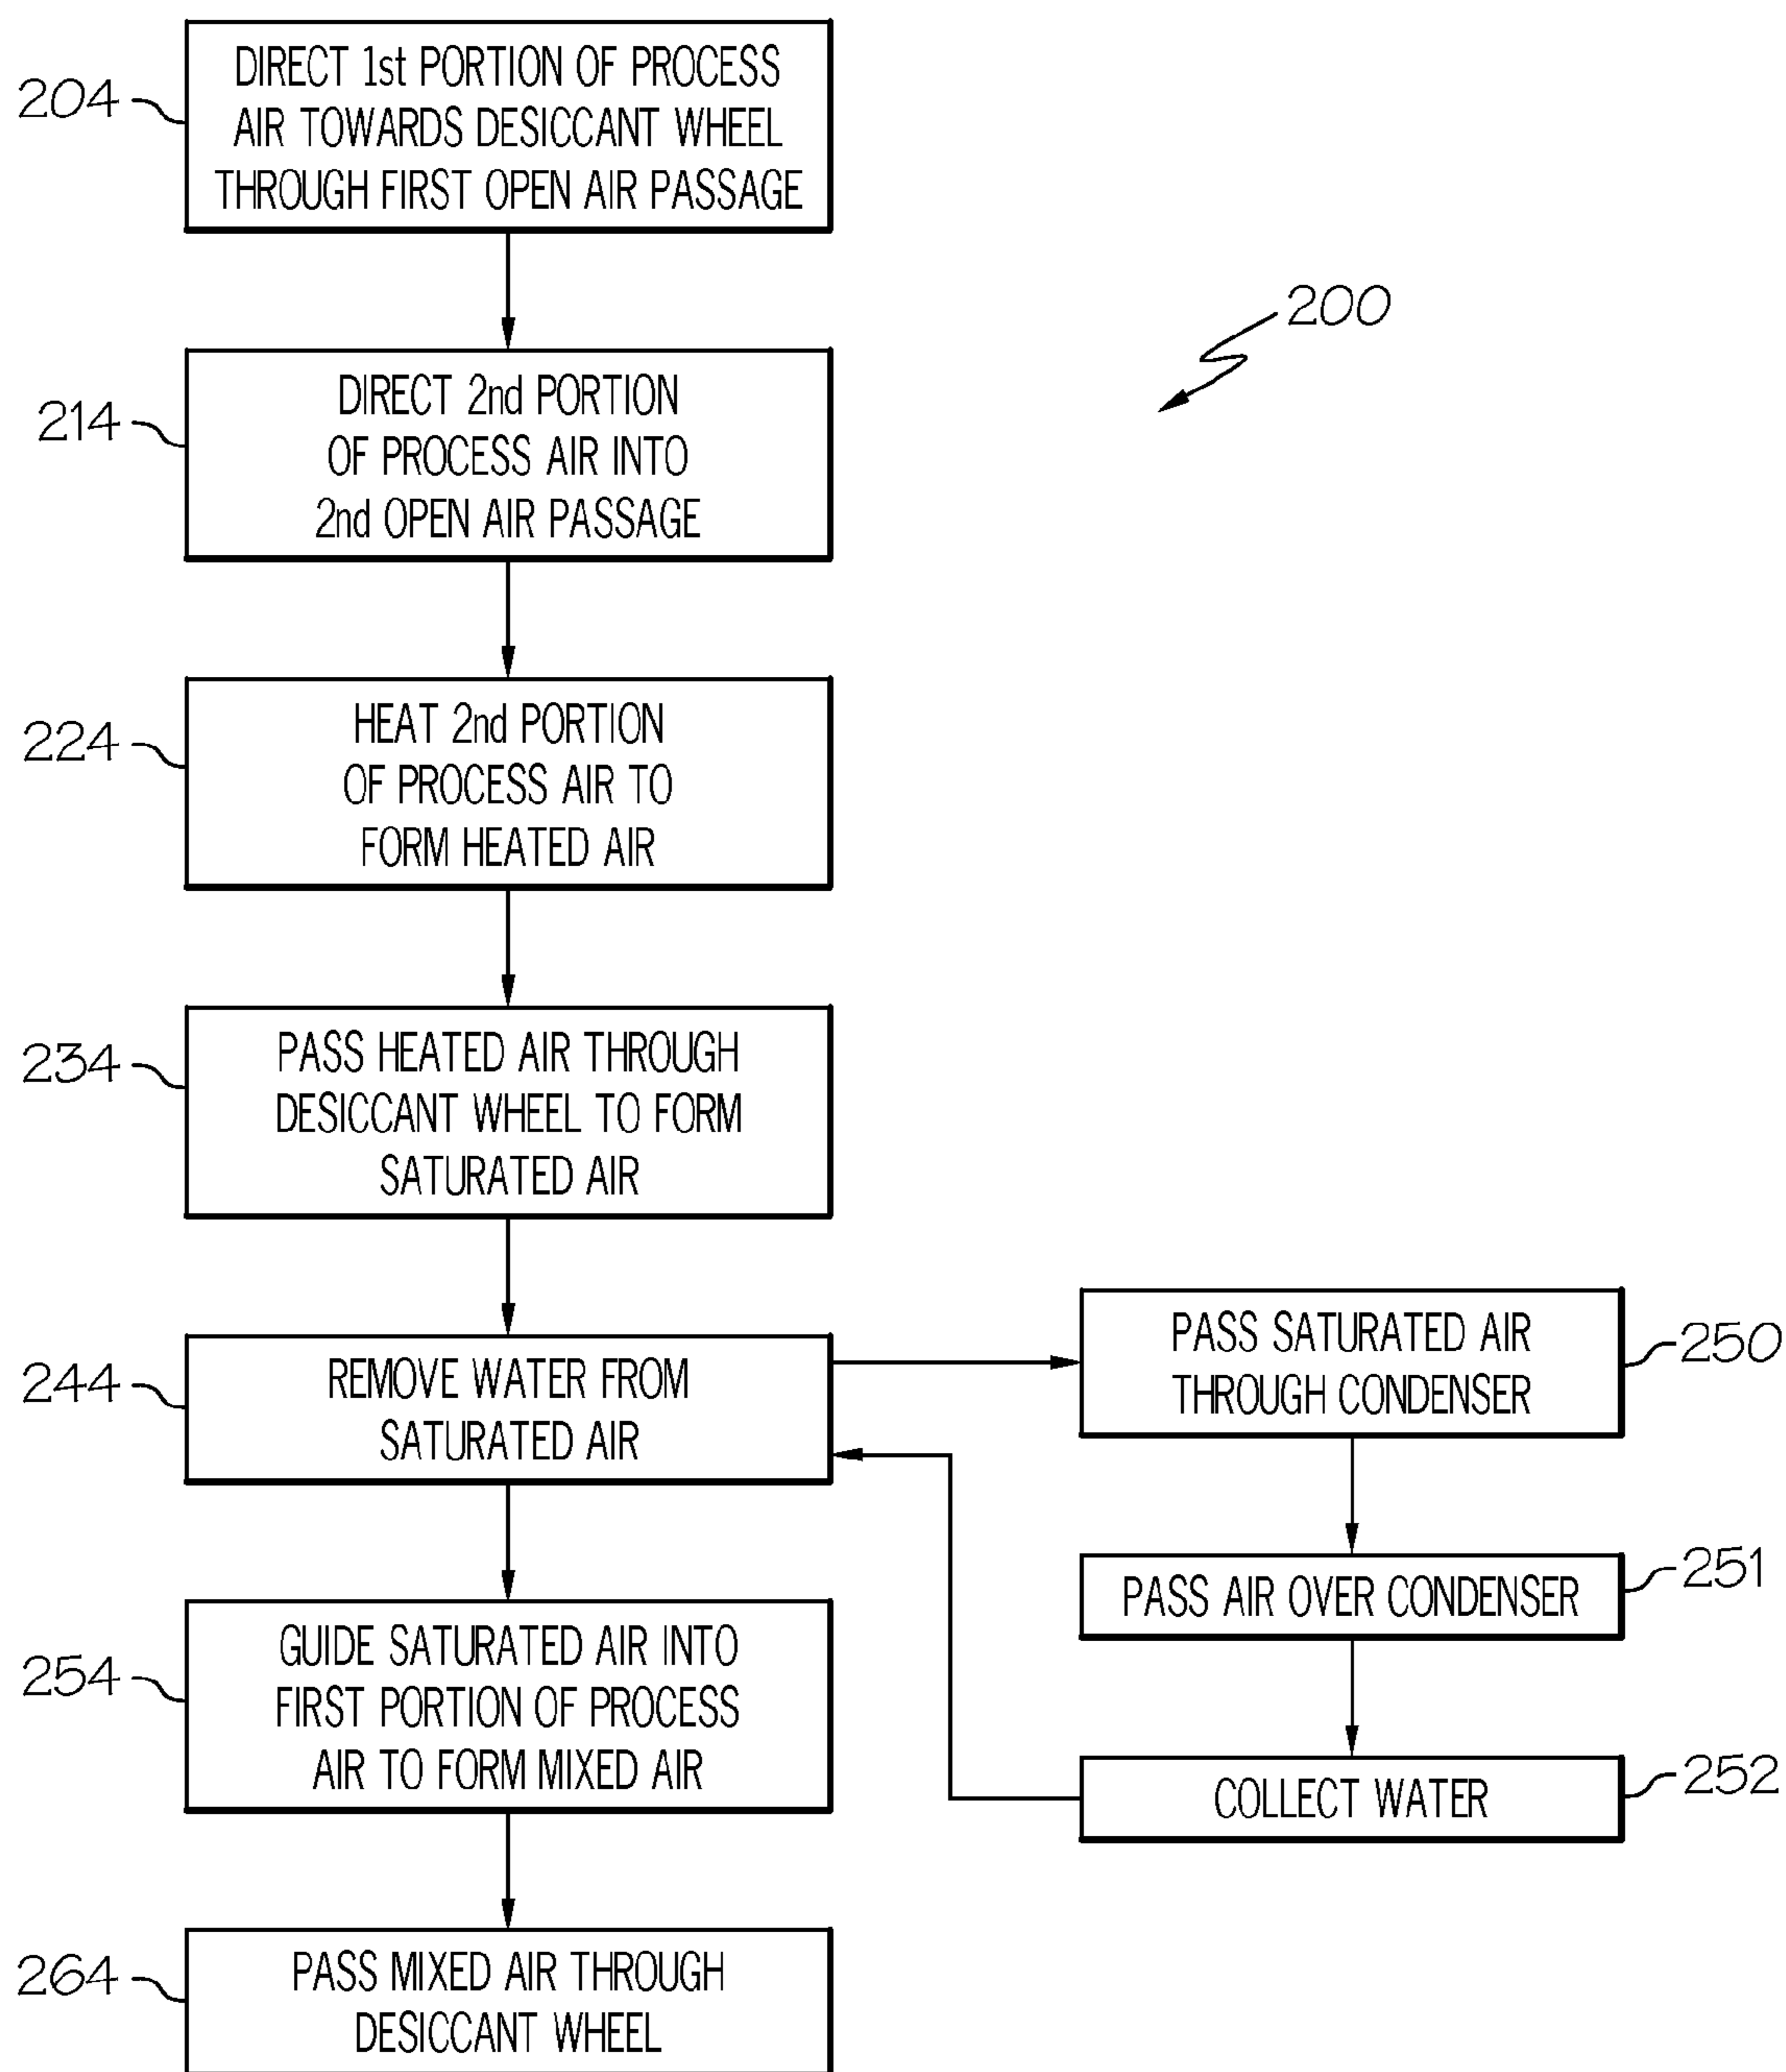 204
DIRECT 1st PORTION OF PROCESS
AIR TOWARDS DESICCANT WHEEL
THROUGH FIRST OPEN AIR PASSAGE
200
214
DIRECT 2nd PORTION
OF PROCESS AIR INTO
2nd OPEN AIR PASSAGE
224
HEAT 2nd PORTION
OF PROCESS AIR TO
FORM HEATED AIR
234
PASS HEATED AIR THROUGH
DESICCANT WHEEL TO FORM
SATURATED AIR
244
REMOVE WATER FROM
SATURATED AIR
PASS SATURATED AIR
THROUGH CONDENSER
250
PASS AIR OVER CONDENSER
251
COLLECT WATER
252
254
GUIDE SATURATED AIR INTO
FIRST PORTION OF PROCESS
AIR TO FORM MIXED AIR
264
PASS MIXED AIR THROUGH
DESICCANT WHEEL